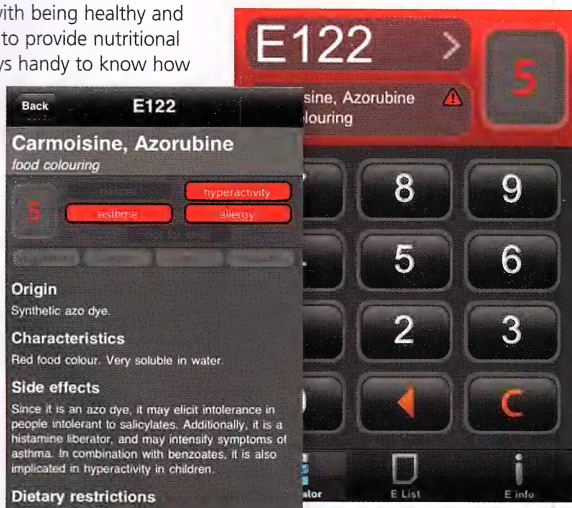 with being healthy and
to provide nutritional
ys handy to know how
E122
sine, Azorubine
louring
8
9
5
6
2
3
C
ator
E List
E info
Back
E122
Carmoisine, Azorubine
food colouring
5
cancer
hyperactivity
asthma
allergy
Origin
Synthetic azo dye.
Characteristics
Red food colour. Very soluble in water.
Side effects
Since it is an azo dye, it may elicit intolerance in
people intolerant to salicylates. Additionally, it is a
histamine liberator, and may intensify symptoms of
asthma. In combination with benzoates, it is also
implicated in hyperactivity in children.
Dietary restrictions